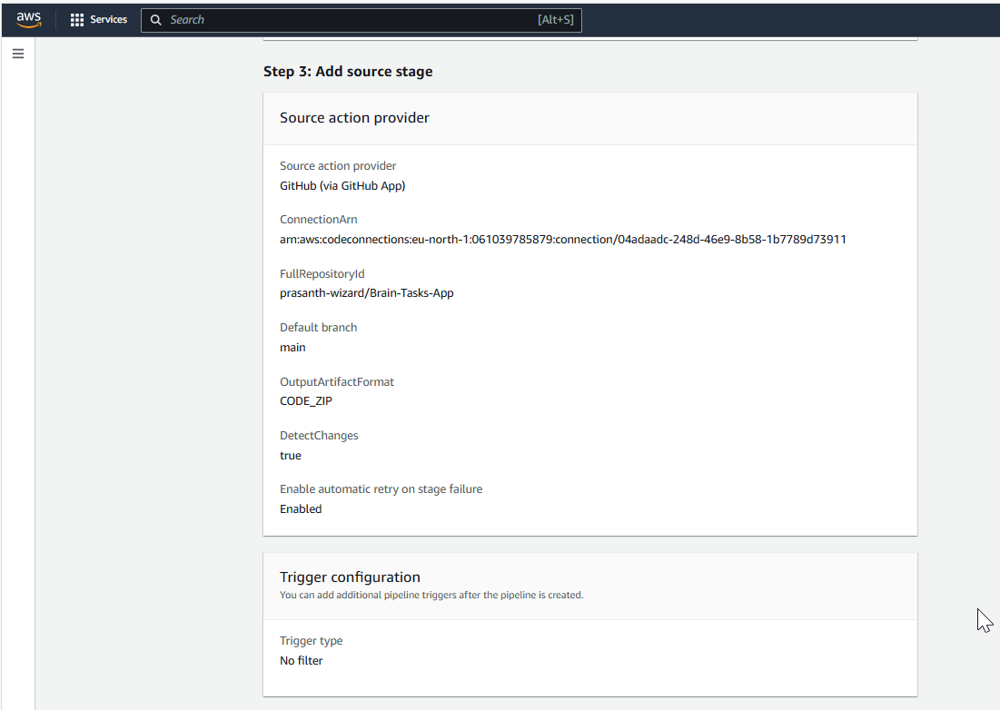 aws
Services
Search
[Alt+S]
Step 3: Add source stage
Source action provider
Source action provider
GitHub (via GitHub App)
ConnectionArn
arn:aws:codeconnections:eu-north-1:061039785879:connection/04adaadc-248d-46e9-8b58-1b7789d73911
FullRepositoryId
prasanth-wizard/Brain-Tasks-App
Default branch
main
OutputArtifactFormat
CODE_ZIP
DetectChanges
true
Enable automatic retry on stage failure
Enabled
Trigger configuration
You can add additional pipeline triggers after the pipeline is created.
Trigger type
No filter